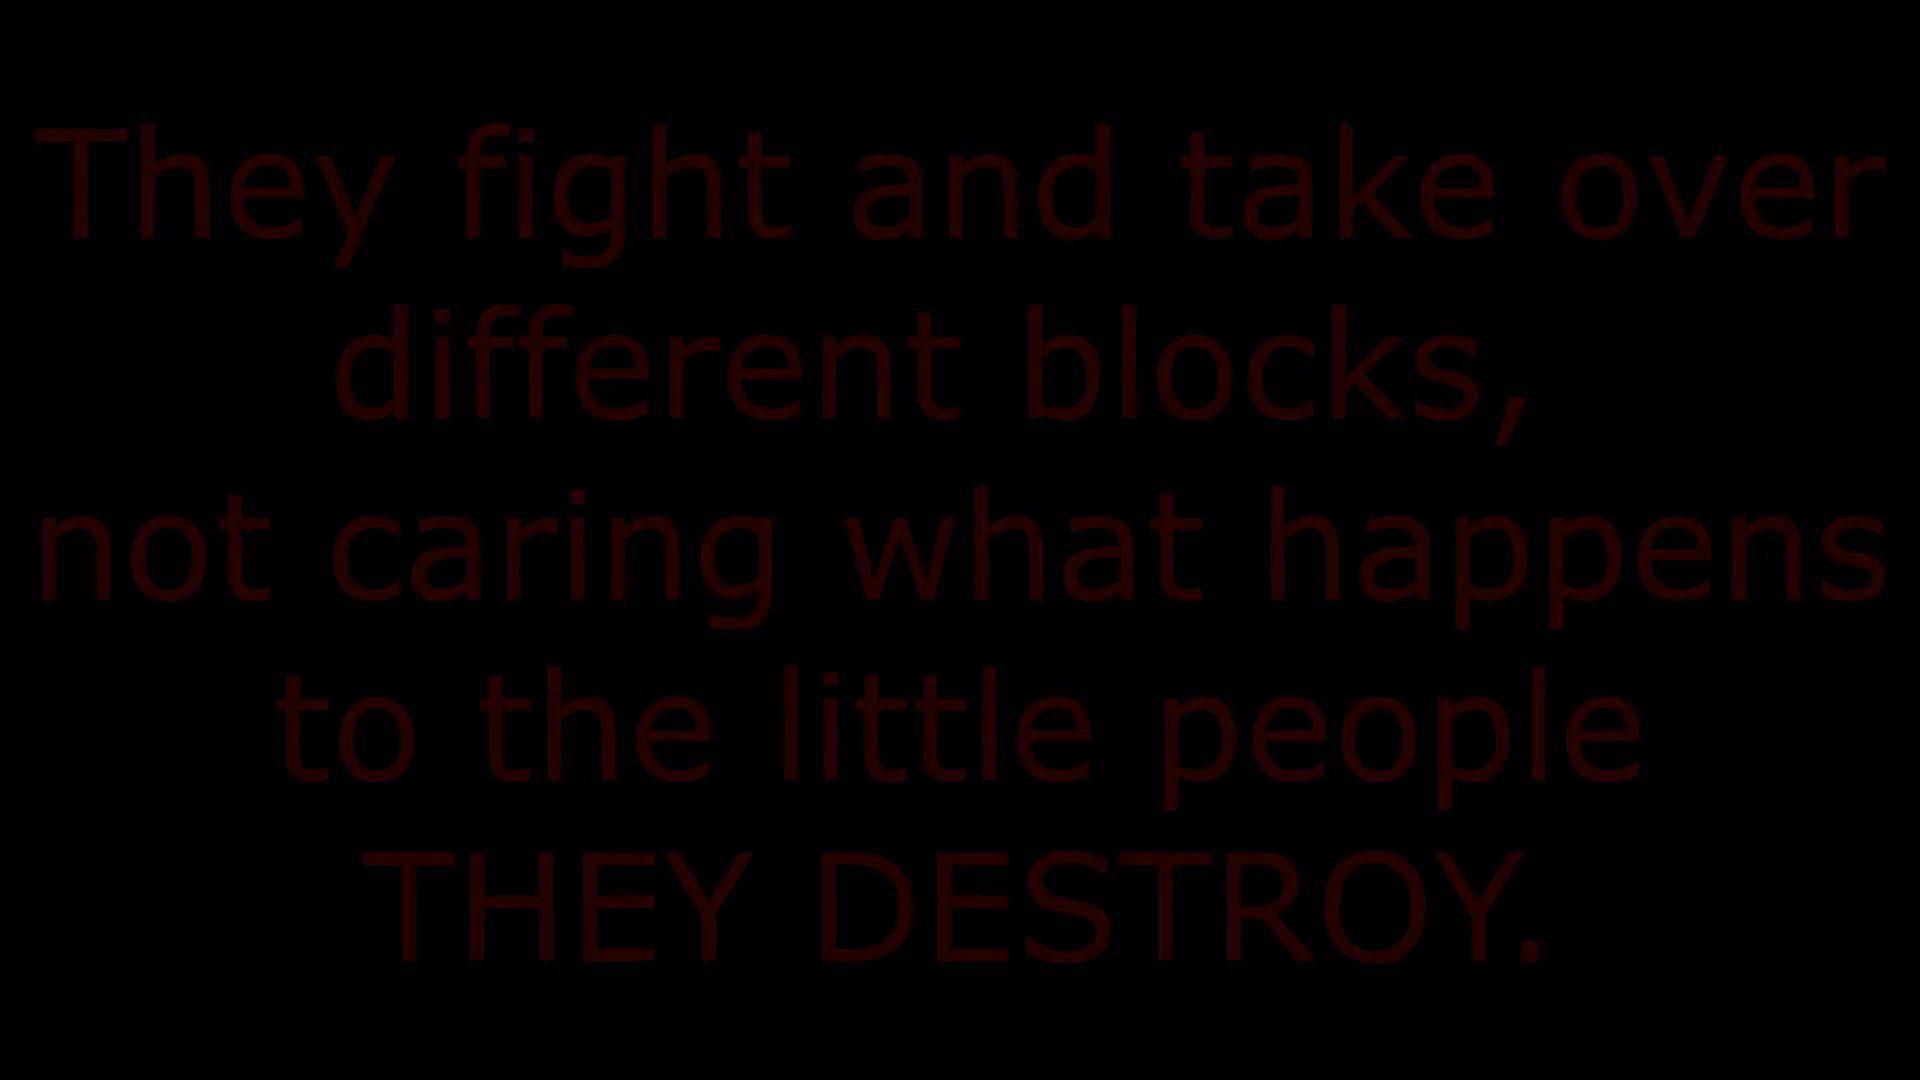 They fight and take over
different blocks,
not caring what happens
to the little people
THEY DESTROY.